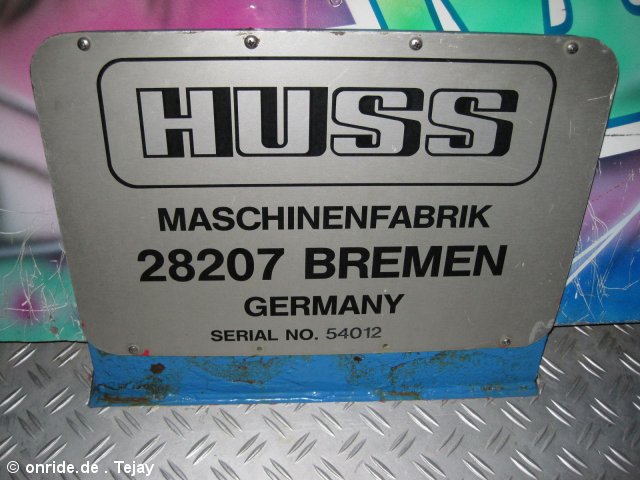 HUSS
MASCHINENFABRIK
28207 BREMEN
GERMANY
SERIAL NO. 54012
© onride.de . Tejay